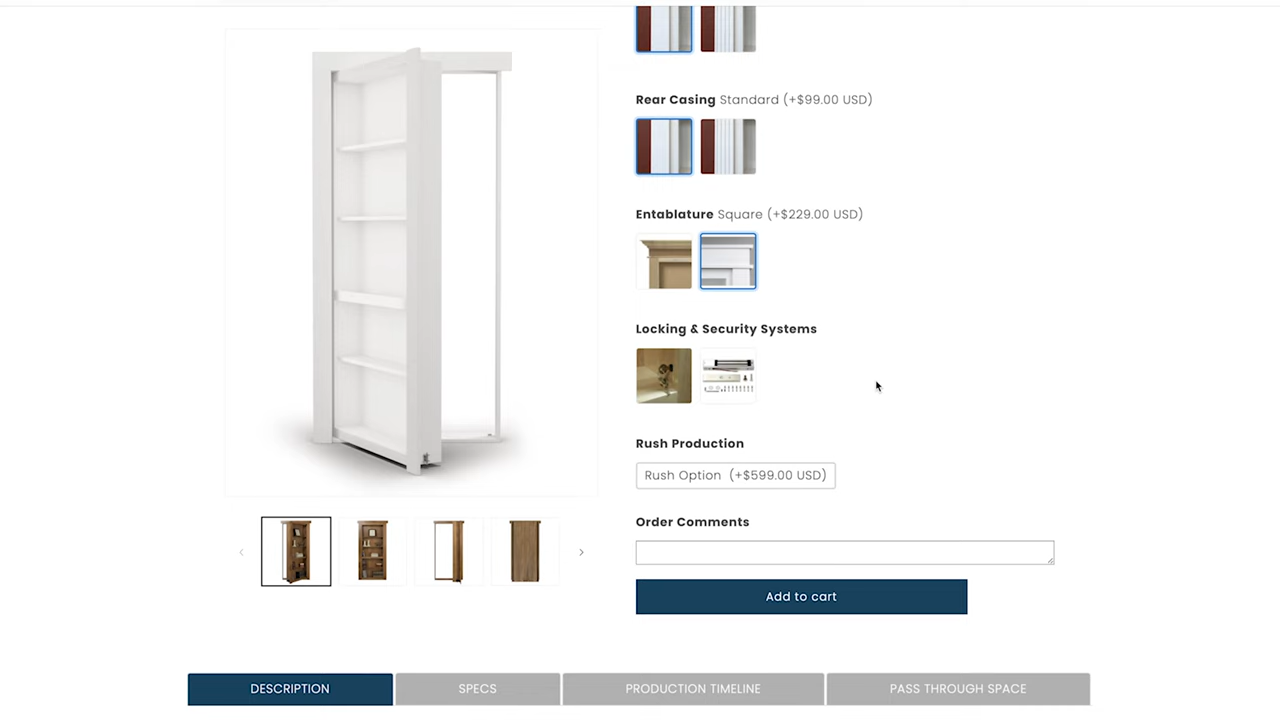 Rear Casing Standard (+$99.00 USD)
Entablature Square (+$229.00 USD)
Locking & Security Systems
Rush Production
Rush Option (+$599.00 USD)
Order Comments
Add to cart
DESCRIPTION
SPECS
PRODUCTION TIMELINE
PASS THROUGH SPACE